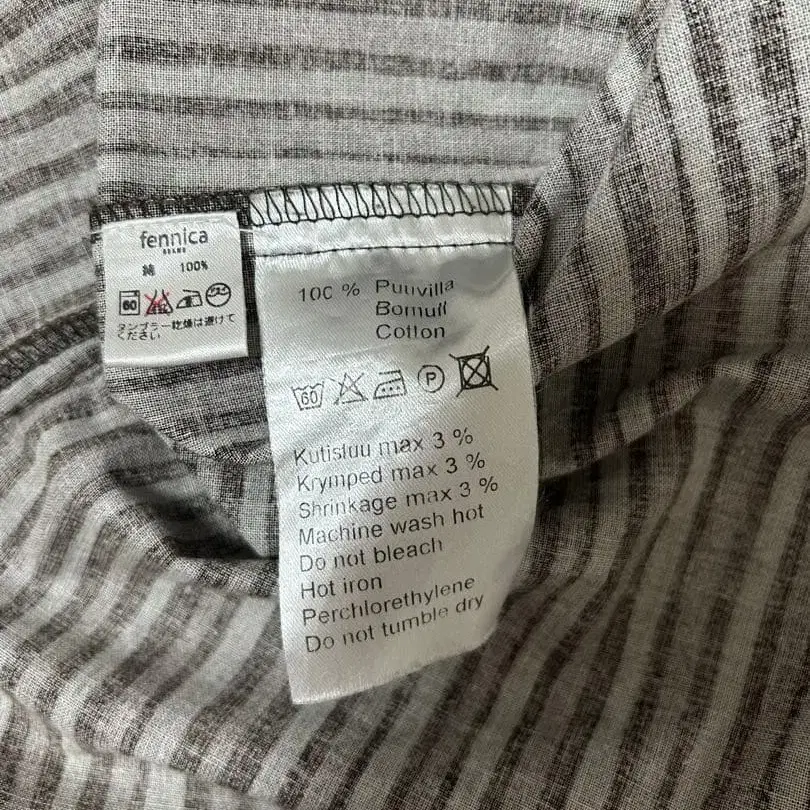 fennica
BEAMS
綿 100%
60
タンブラー乾燥は避けて
ください
100 % Puuvilla
Bomull
Cotton
60 P
Kutistuu max 3 %
Krymped max 3 %
Shrinkage max 3 %
Machine wash hot
Do not bleach
Hot iron
Perchlorethylene
Do not tumble dry